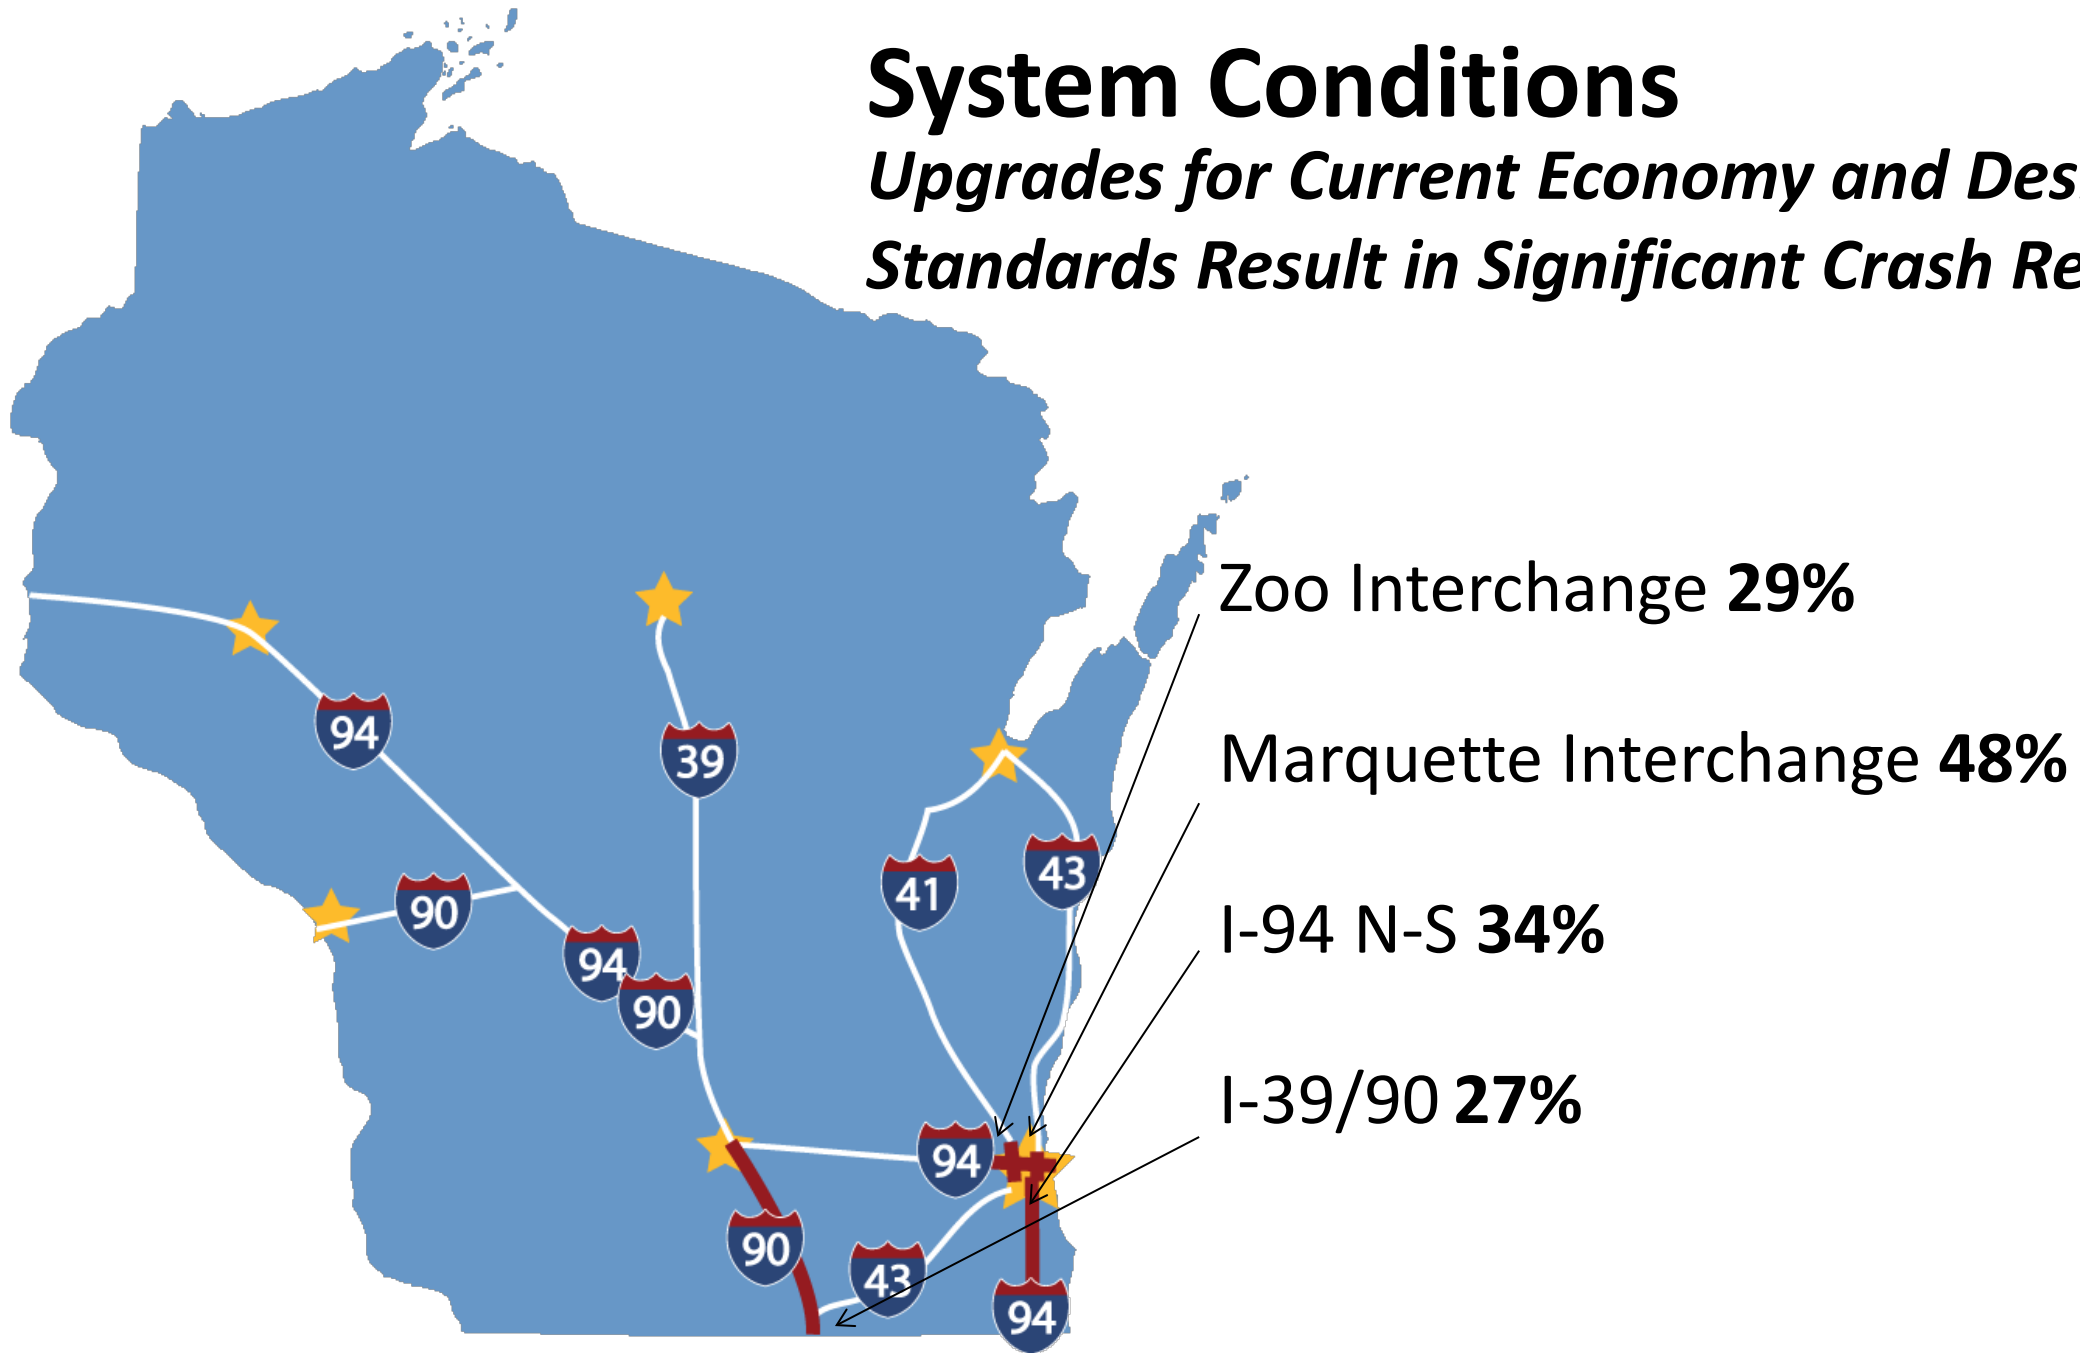 System Conditions
Upgrades for Current Economy and Des
Standards Result in Significant Crash Re
Zoo Interchange 29%
94
39
Marquette Interchange 48%
41
43
90
I-94 N-S 34%
94
90
I-39/90 27%
94
90
43
94